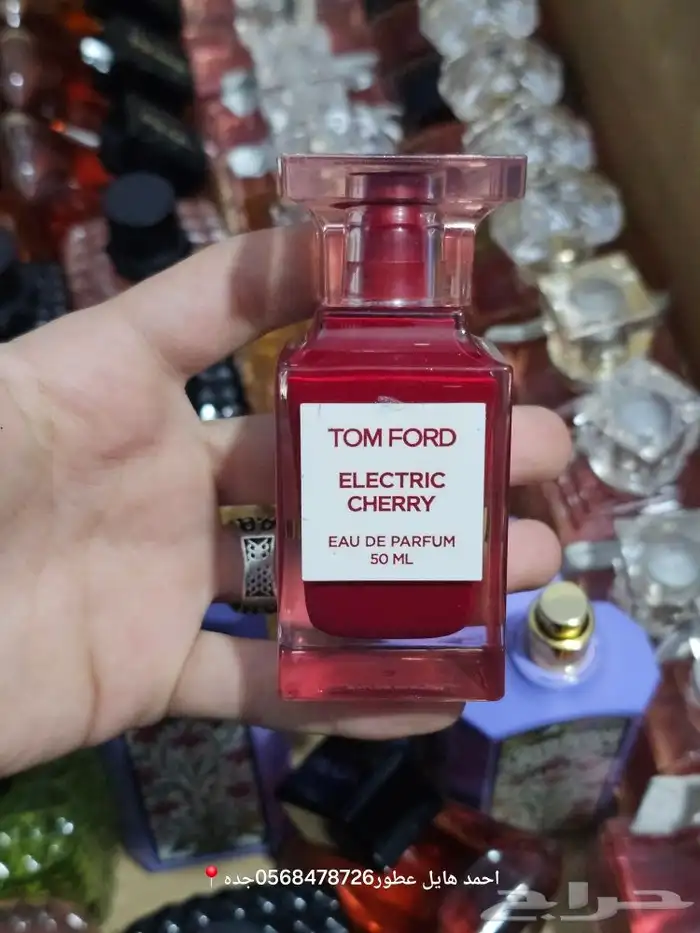 TOM FORD
ELECTRIC
CHERRY
EAU DE PARFUM
50 ML
احمد هايل عطور0568478726جده📍
حراج